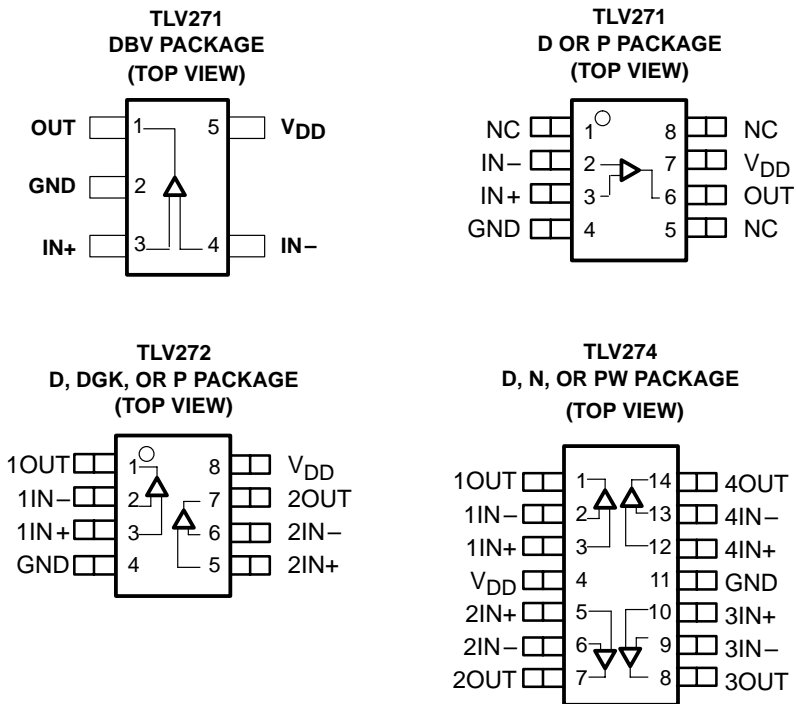 TLV271
DBV PACKAGE
(TOP VIEW)
OUT 1 5 VDD
GND 2
IN+ 3 4 IN−
TLV271
D OR P PACKAGE
(TOP VIEW)
NC 1 8 NC
IN− 2 7 VDD
IN+ 3 6 OUT
GND 4 5 NC
TLV272
D, DGK, OR P PACKAGE
(TOP VIEW)
1OUT 1 8 VDD
1IN− 2 7 2OUT
1IN+ 3 6 2IN−
GND 4 5 2IN+
TLV274
D, N, OR PW PACKAGE
(TOP VIEW)
1OUT 1 14 4OUT
1IN− 2 13 4IN−
1IN+ 3 12 4IN+
VDD 4 11 GND
2IN+ 5 10 3IN+
2IN− 6 9 3IN−
2OUT 7 8 3OUT